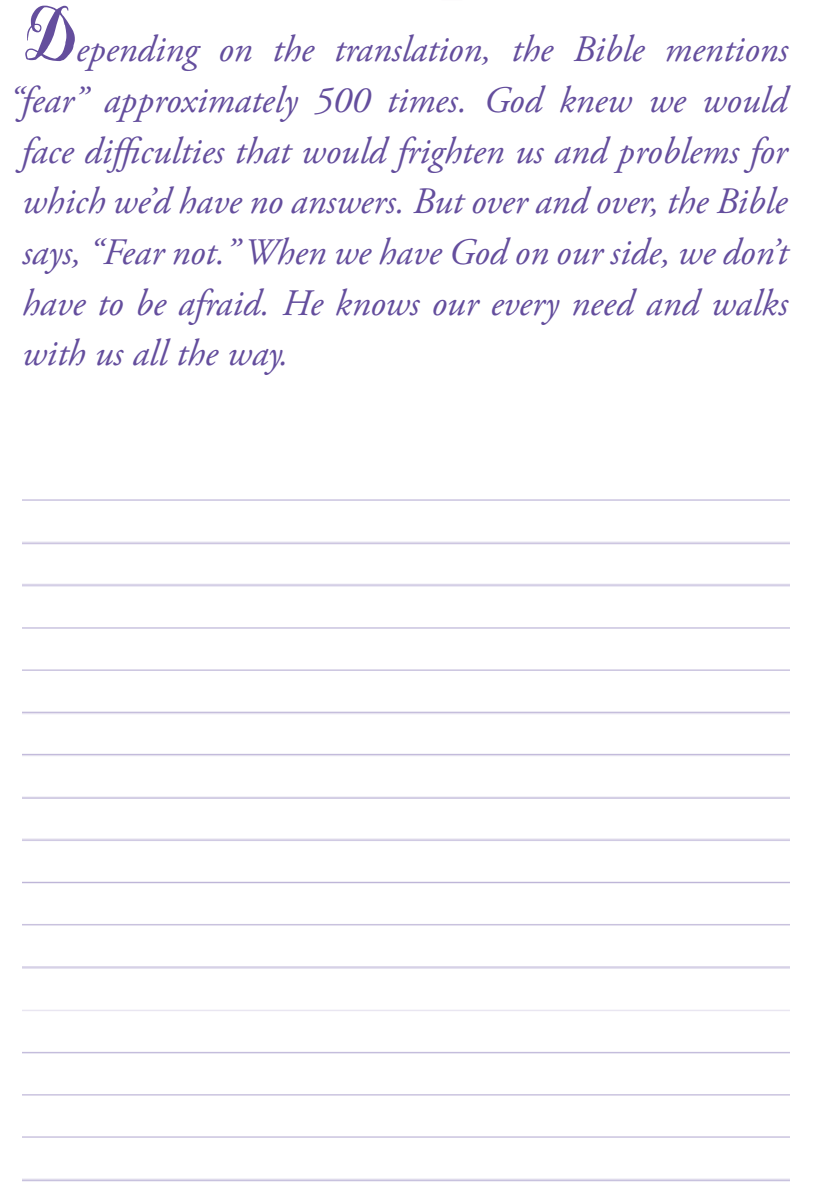 Depending on the translation, the Bible mentions
“fear” approximately 500 times. God knew we would
face difficulties that would frighten us and problems for
which we’d have no answers. But over and over, the Bible
says, “Fear not.” When we have God on our side, we don’t
have to be afraid. He knows our every need and walks
with us all the way.